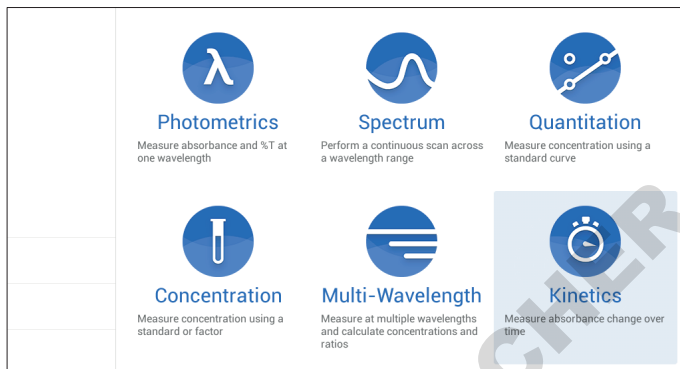 λ
Photometrics
Measure absorbance and %T at
one wavelength
Spectrum
Perform a continuous scan across
a wavelength range
Quantitation
Measure concentration using a
standard curve
Concentration
Measure concentration using a
standard or factor
Multi-Wavelength
Measure at multiple wavelengths
and calculate concentrations and
ratios
Kinetics
Measure absorbance change over
time
CHER